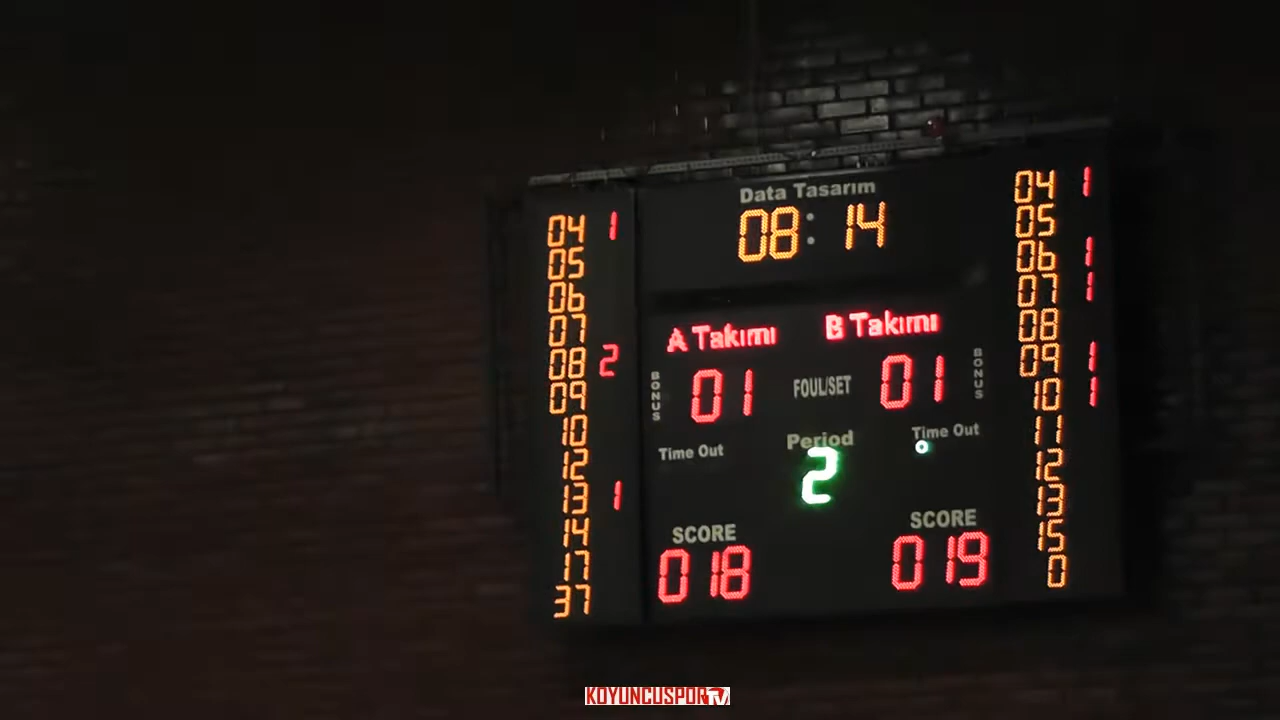 Data Tasarım
08:14
04 1
05
06
07
08 2
09
10
12
13 1
14
17
37
A Takımı
B Takımı
BONUS
01
FOUL/SET
01
BONUS
Time Out
Period
2
Time Out
SCORE
018
SCORE
019
04 1
05
06 1
07 1
08
09 1
10 1
11
12
13
15
0
KOYUNCUSPOR TV